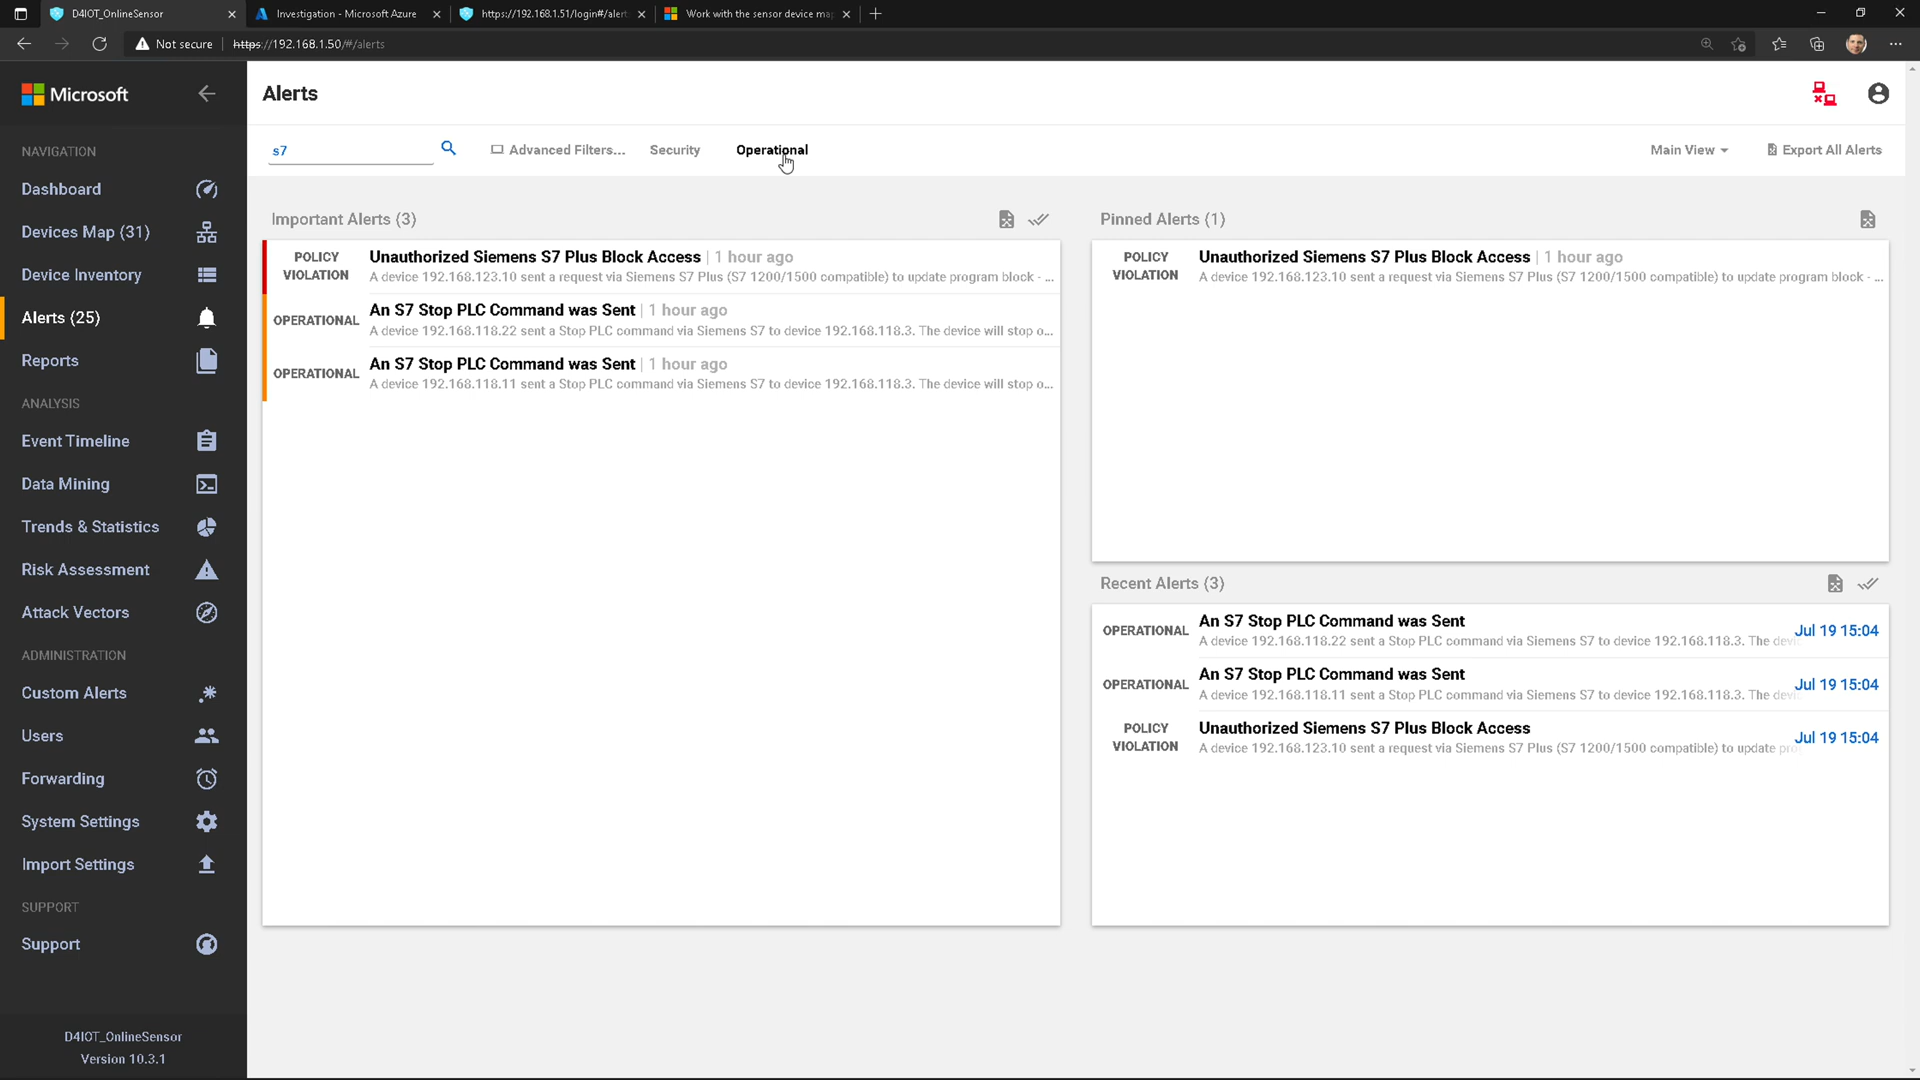 D4IOT_OnlineSensor
Investigation - Microsoft Azure
https://192.168.1.51/login#/alert
Work with the sensor device ma
Not secure
https://192.168.1.50/#/alerts
Microsoft
Alerts
NAVIGATION
s7
Advanced Filters...
Security
Operational
Main View
Export All Alerts
Dashboard
Devices Map (31)
Device Inventory
Alerts (25)
Reports
ANALYSIS
Event Timeline
Data Mining
Trends & Statistics
Risk Assessment
Attack Vectors
ADMINISTRATION
Custom Alerts
Users
Forwarding
System Settings
Import Settings
SUPPORT
Support
D4IOT_OnlineSensor
Version 10.3.1
Important Alerts (3)
POLICY VIOLATION
Unauthorized Siemens S7 Plus Block Access | 1 hour ago
A device 192.168.123.10 sent a request via Siemens S7 Plus (S7 1200/1500 compatible) to update program block - ...
OPERATIONAL
An S7 Stop PLC Command was Sent | 1 hour ago
A device 192.168.118.22 sent a Stop PLC command via Siemens S7 to device 192.168.118.3. The device will stop o...
OPERATIONAL
An S7 Stop PLC Command was Sent | 1 hour ago
A device 192.168.118.11 sent a Stop PLC command via Siemens S7 to device 192.168.118.3. The device will stop o...
Pinned Alerts (1)
POLICY VIOLATION
Unauthorized Siemens S7 Plus Block Access | 1 hour ago
A device 192.168.123.10 sent a request via Siemens S7 Plus (S7 1200/1500 compatible) to update program block - ...
Recent Alerts (3)
OPERATIONAL
An S7 Stop PLC Command was Sent
A device 192.168.118.22 sent a Stop PLC command via Siemens S7 to device 192.168.118.3. The devi
Jul 19 15:04
OPERATIONAL
An S7 Stop PLC Command was Sent
A device 192.168.118.11 sent a Stop PLC command via Siemens S7 to device 192.168.118.3. The devi
Jul 19 15:04
POLICY VIOLATION
Unauthorized Siemens S7 Plus Block Access
A device 192.168.123.10 sent a request via Siemens S7 Plus (S7 1200/1500 compatible) to update pro
Jul 19 15:04